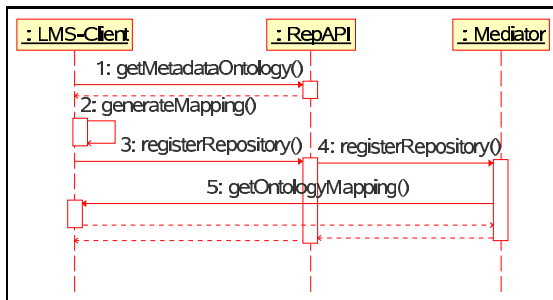 : LMS-Client
: RepAPI
: Mediator
1: getMetadataOntology()
2: generateMapping()
3: registerRepository()
4: registerRepository()
5: getOntologyMapping()